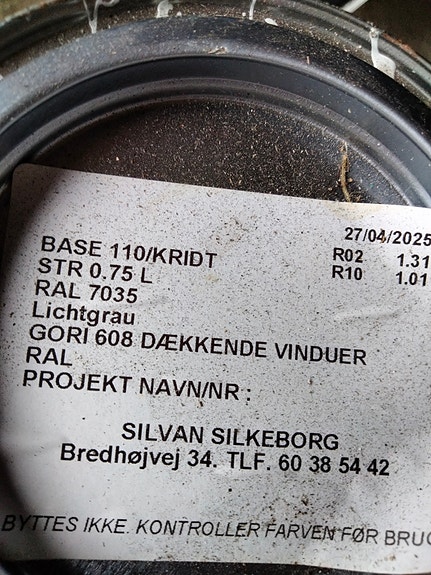 27/04/2025
BASE 110/KRIDT R02 1.31
STR 0.75 L R10 1.01
RAL 7035
Lichtgrau
GORI 608 DÆKKENDE VINDUER
RAL
PROJEKT NAVN/NR :
SILVAN SILKEBORG
Bredhøjvej 34. TLF. 60 38 54 42
BYTTES IKKE. KONTROLLER FARVEN FØR BRUG